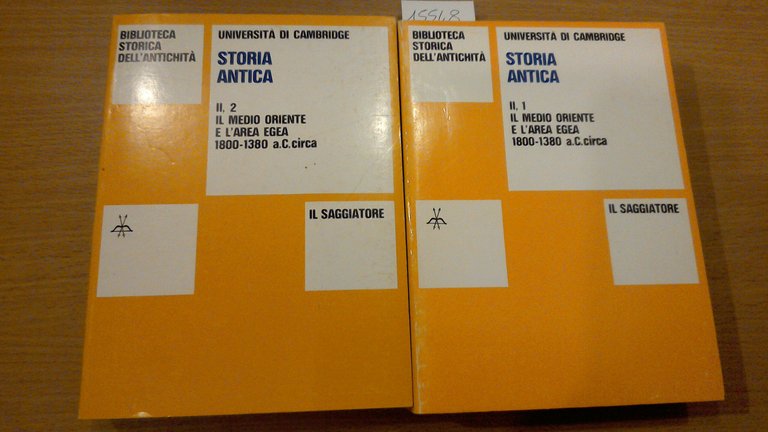 BIBLIOTECA
STORICA
DELL'ANTICHITÀ
UNIVERSITÀ DI CAMBRIDGE
STORIA
ANTICA
II, 2
IL MEDIO ORIENTE
E L'AREA EGEA
1800-1380 a.C.circa
IL SAGGIATORE
15548
BIBLIOTECA
STORICA
DELL'ANTICHITÀ
UNIVERSITÀ DI CAMBRIDGE
STORIA
ANTICA
II, 1
IL MEDIO ORIENTE
E L'AREA EGEA
1800-1380 a.C.circa
IL SAGGIATORE